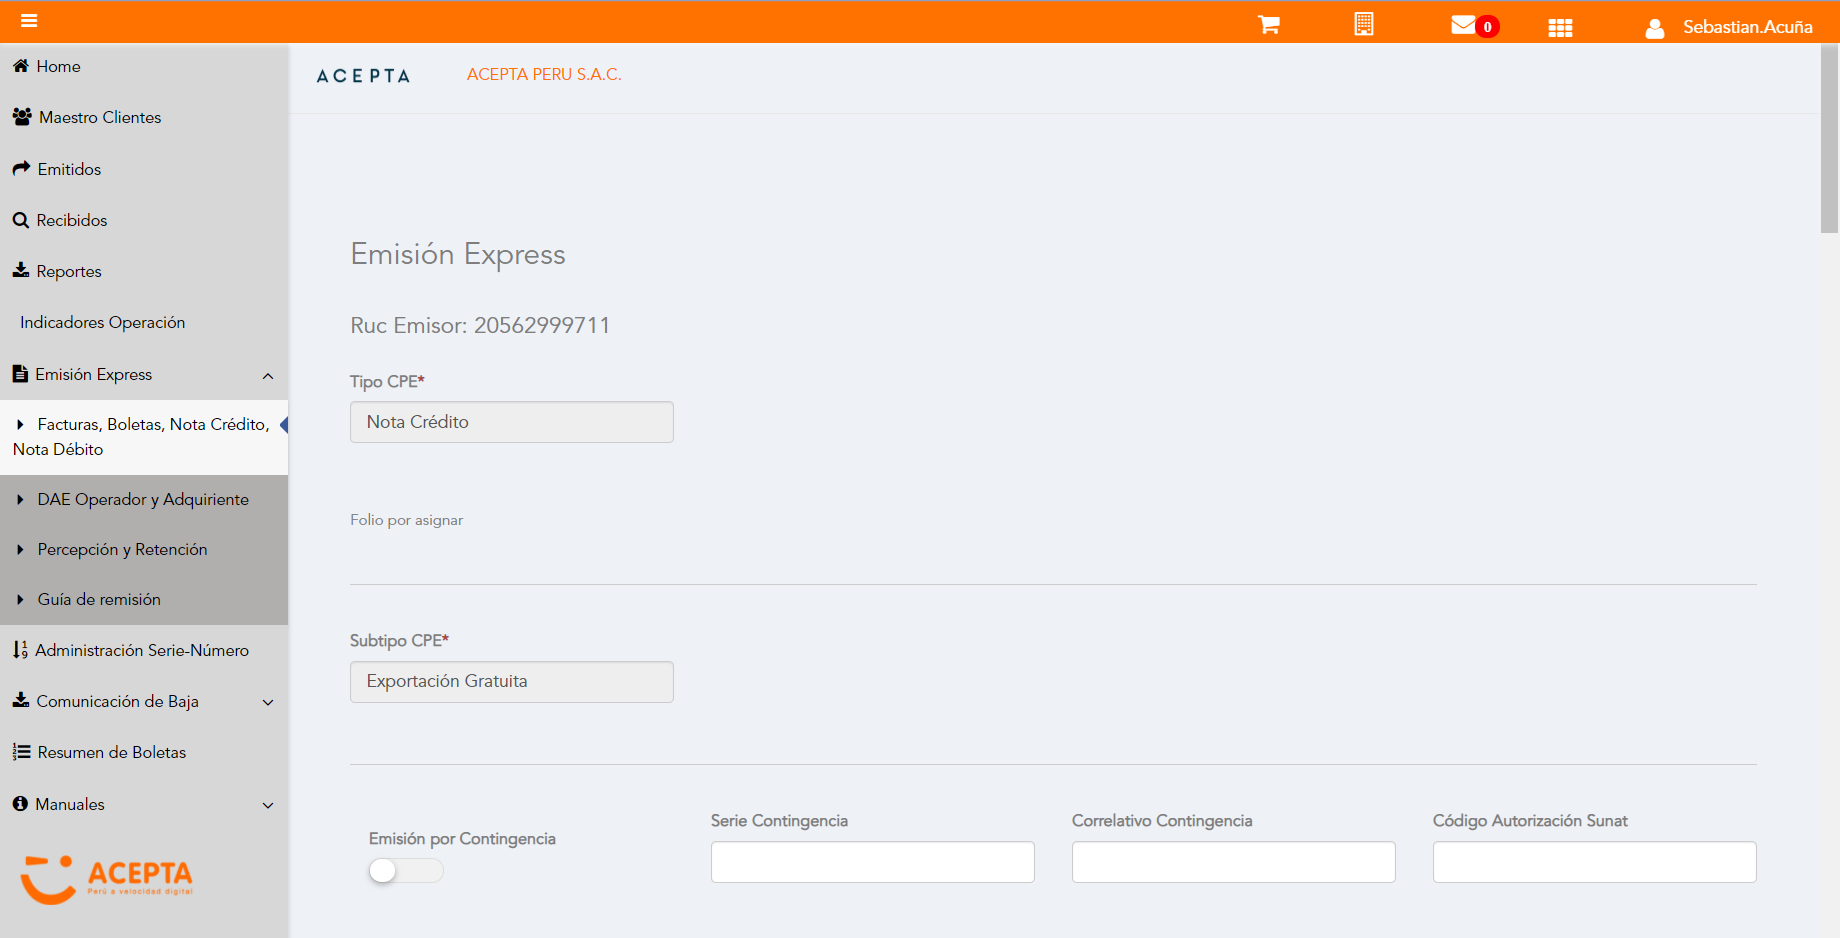 0
Sebastian.Acuña
Home
Maestro Clientes
Emitidos
Recibidos
Reportes
Indicadores Operación
Emisión Express
Facturas, Boletas, Nota Crédito,
Nota Débito
DAE Operador y Adquiriente
Percepción y Retención
Guía de remisión
Administración Serie-Número
Comunicación de Baja
Resumen de Boletas
Manuales
ACEPTA
Perú a velocidad digital
ACEPTA
ACEPTA PERU S.A.C.
Emisión Express
Ruc Emisor: 20562999711
Tipo CPE*
Nota Crédito
Folio por asignar
Subtipo CPE*
Exportación Gratuita
Emisión por Contingencia
Serie Contingencia
Correlativo Contingencia
Código Autorización Sunat